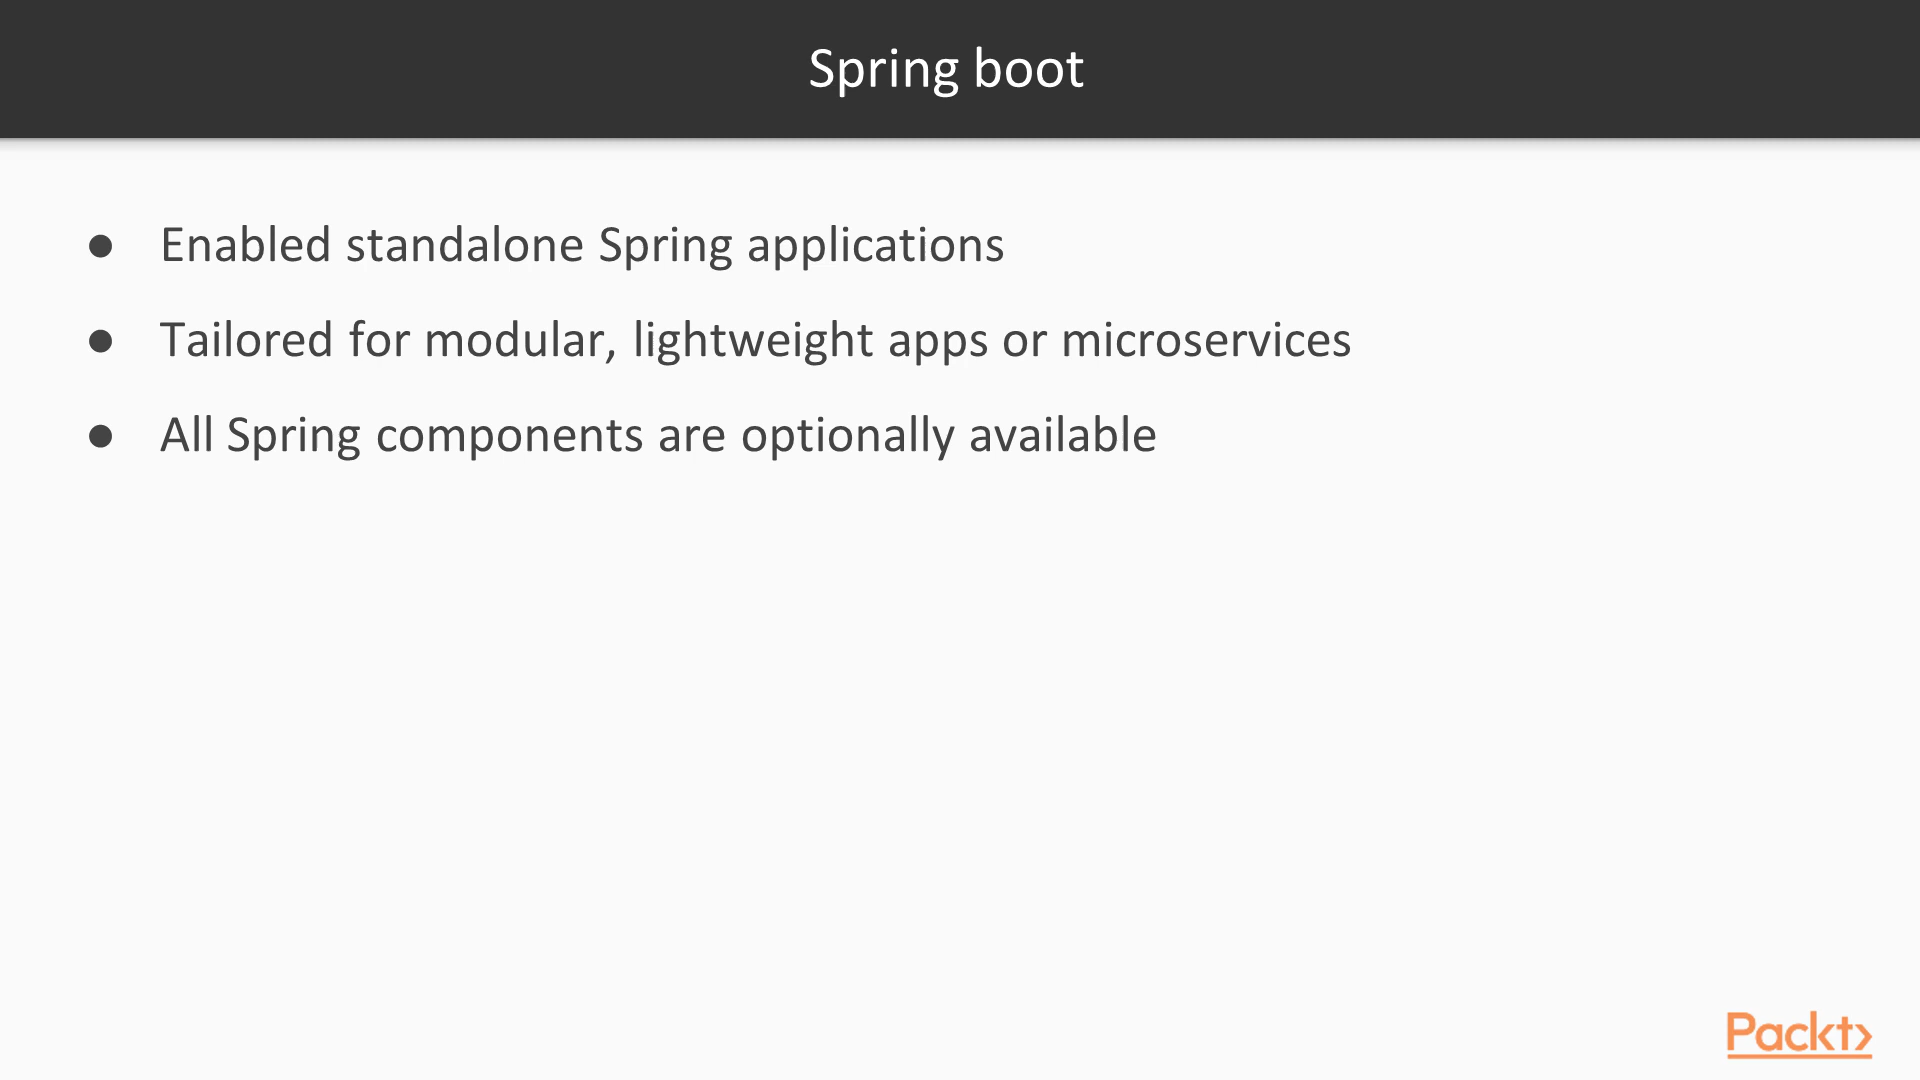 Spring boot
● Enabled standalone Spring applications
● Tailored for modular, lightweight apps or microservices
● All Spring components are optionally available
Packt>